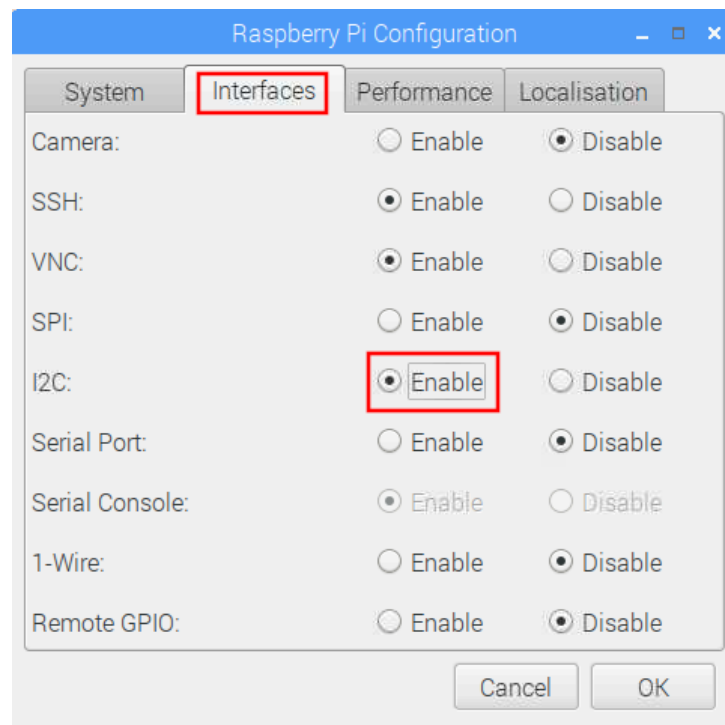 Raspberry Pi Configuration
System Interfaces Performance Localisation
Camera: Enable Disable
SSH: Enable Disable
VNC: Enable Disable
SPI: Enable Disable
I2C: Enable Disable
Serial Port: Enable Disable
Serial Console: Enable Disable
1-Wire: Enable Disable
Remote GPIO: Enable Disable
Cancel OK